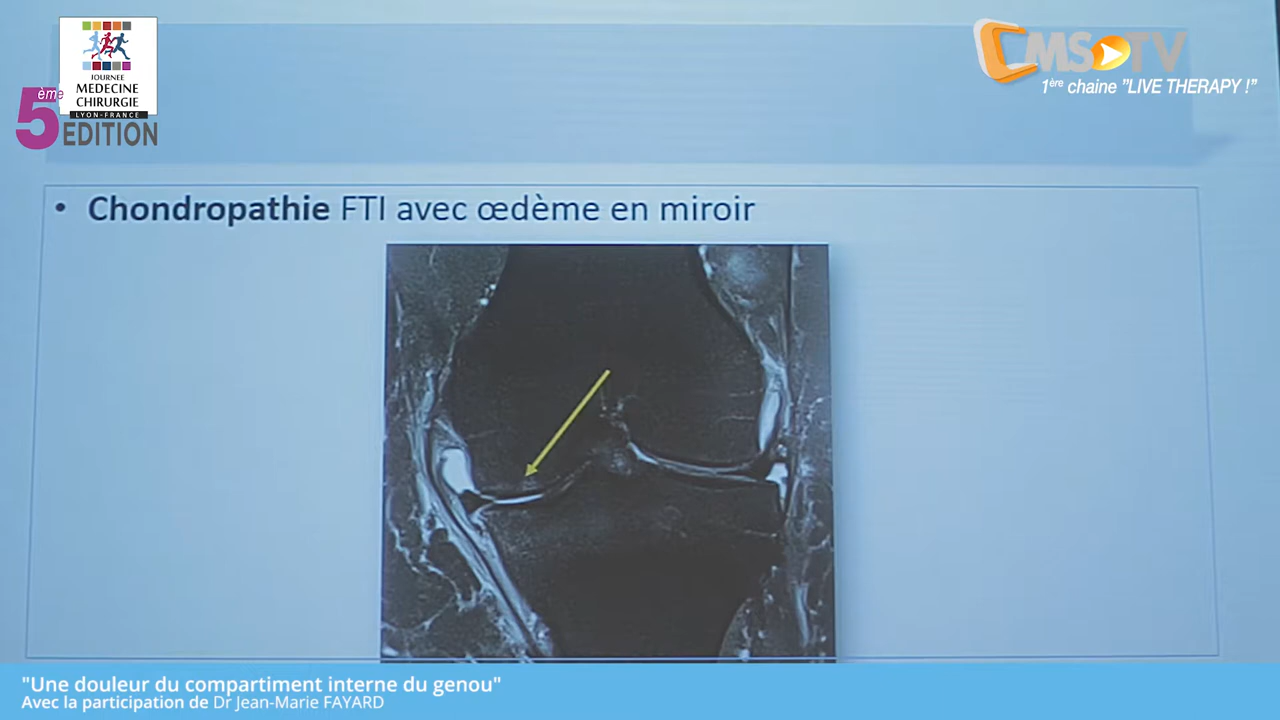 JOURNEE
MEDECINE
CHIRURGIE
LYON-FRANCE
5ème EDITION
CMS TV
1ère chaine "LIVE THERAPY !"
• Chondropathie FTI avec œdème en miroir
"Une douleur du compartiment interne du genou"
Avec la participation de Dr Jean-Marie FAYARD